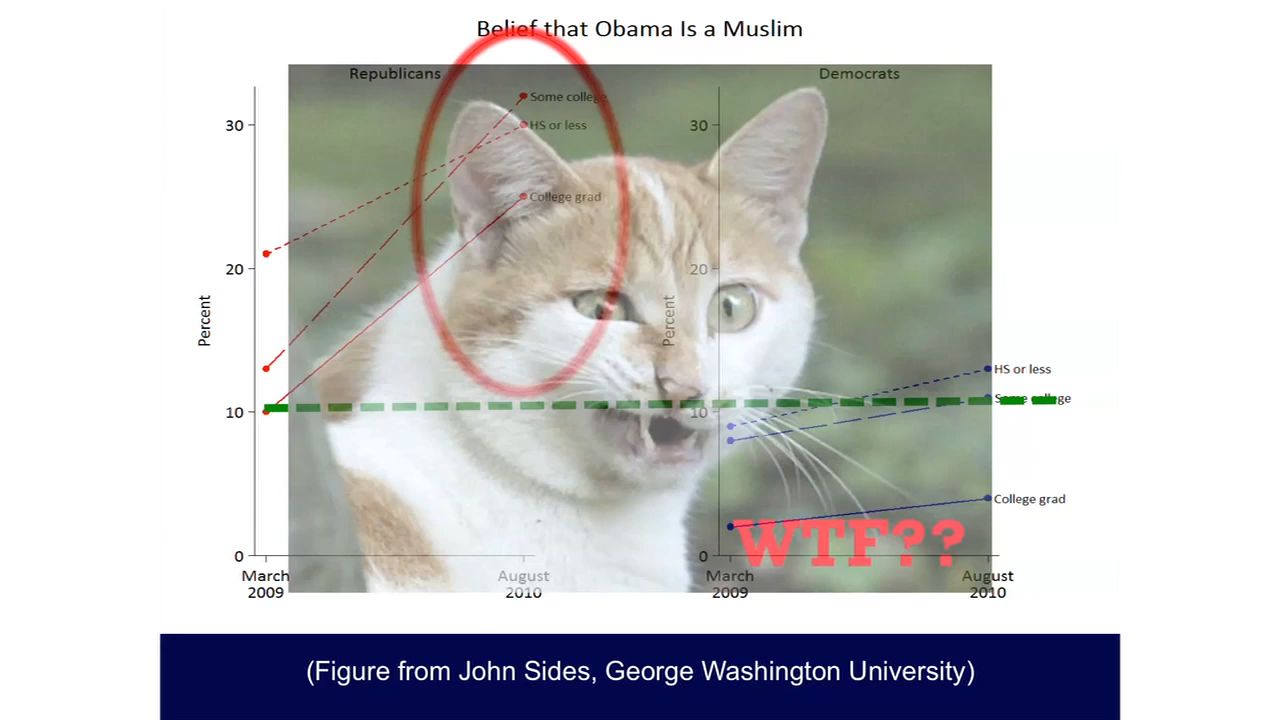 Belief that Obama Is a Muslim
Republicans
Democrats
Some college
HS or less
College grad
30
20
10
0
Percent
March
2009
August
2010
30
20
10
0
Percent
HS or less
Some college
College grad
WTF??
March
2009
August
2010
(Figure from John Sides, George Washington University)